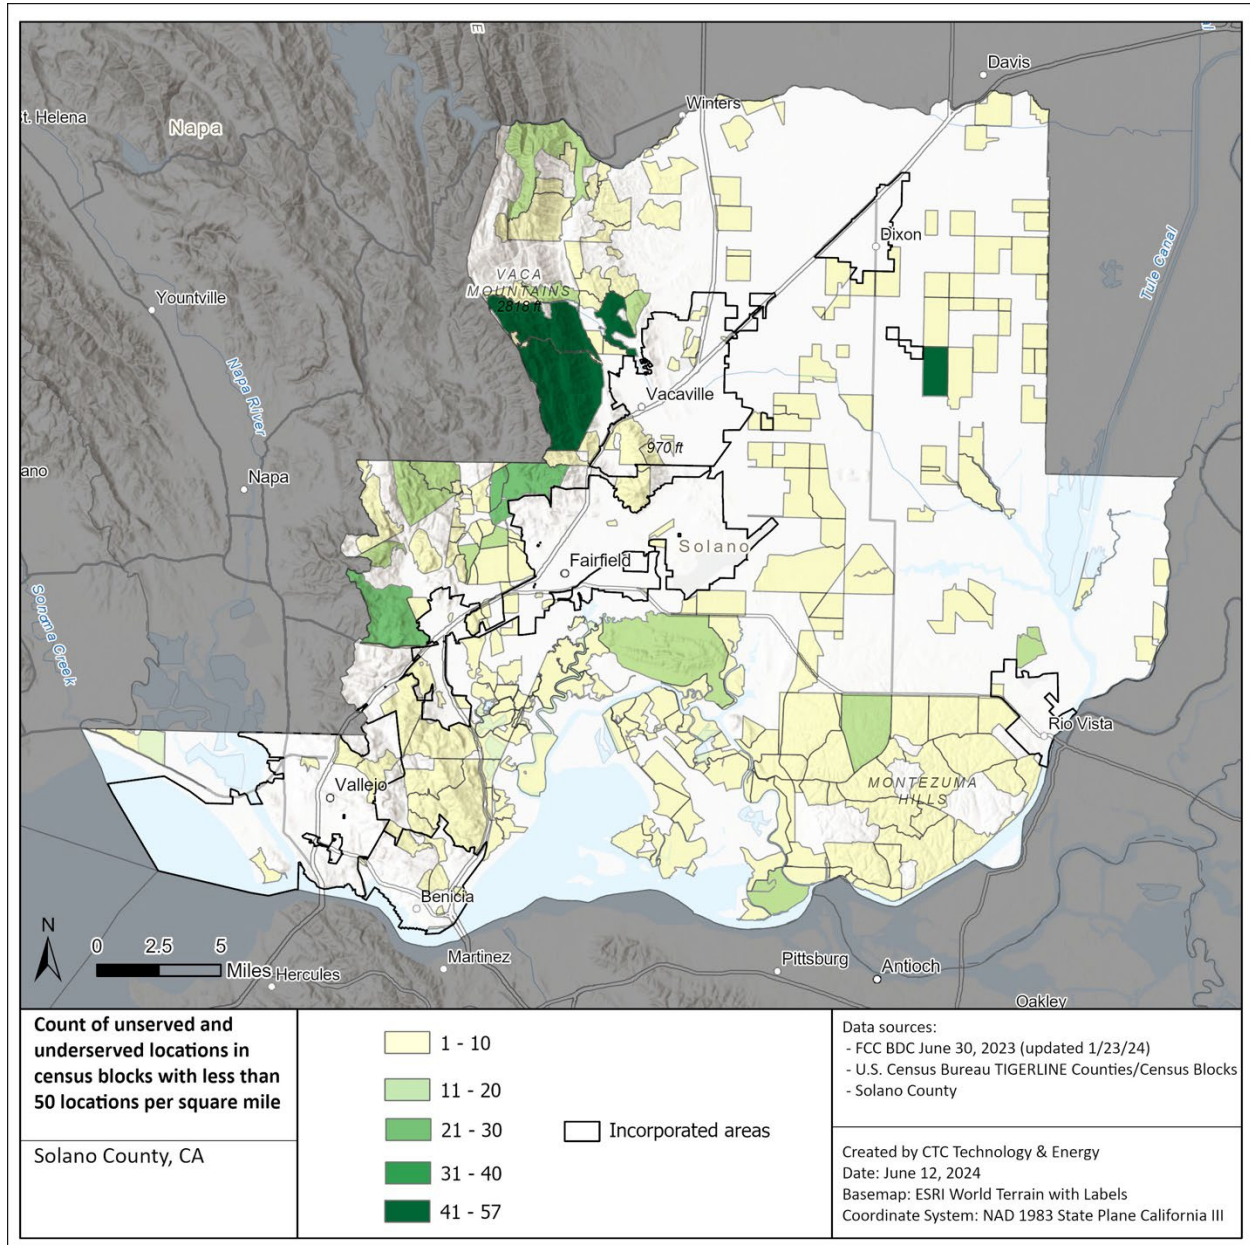 Davis
Winters
St. Helena
Napa
Tule Canal
Dixon
VACA
MOUNTAINS
2818 ft
Yountville
Napa River
Vacaville
970 ft
Napa
Solano
Fairfield
Sonoma Creek
Rio Vista
MONTEZUMA
HILLS
Vallejo
Benicia
N
0 2.5 5
Miles
Martinez
Hercules
Pittsburg
Antioch
Oakley
Count of unserved and
underserved locations in
census blocks with less than
50 locations per square mile
Solano County, CA
1 - 10
11 - 20
21 - 30
31 - 40
41 - 57
Incorporated areas
Data sources:
- FCC BDC June 30, 2023 (updated 1/23/24)
- U.S. Census Bureau TIGERLINE Counties/Census Blocks
- Solano County
Created by CTC Technology & Energy
Date: June 12, 2024
Basemap: ESRI World Terrain with Labels
Coordinate System: NAD 1983 State Plane California III